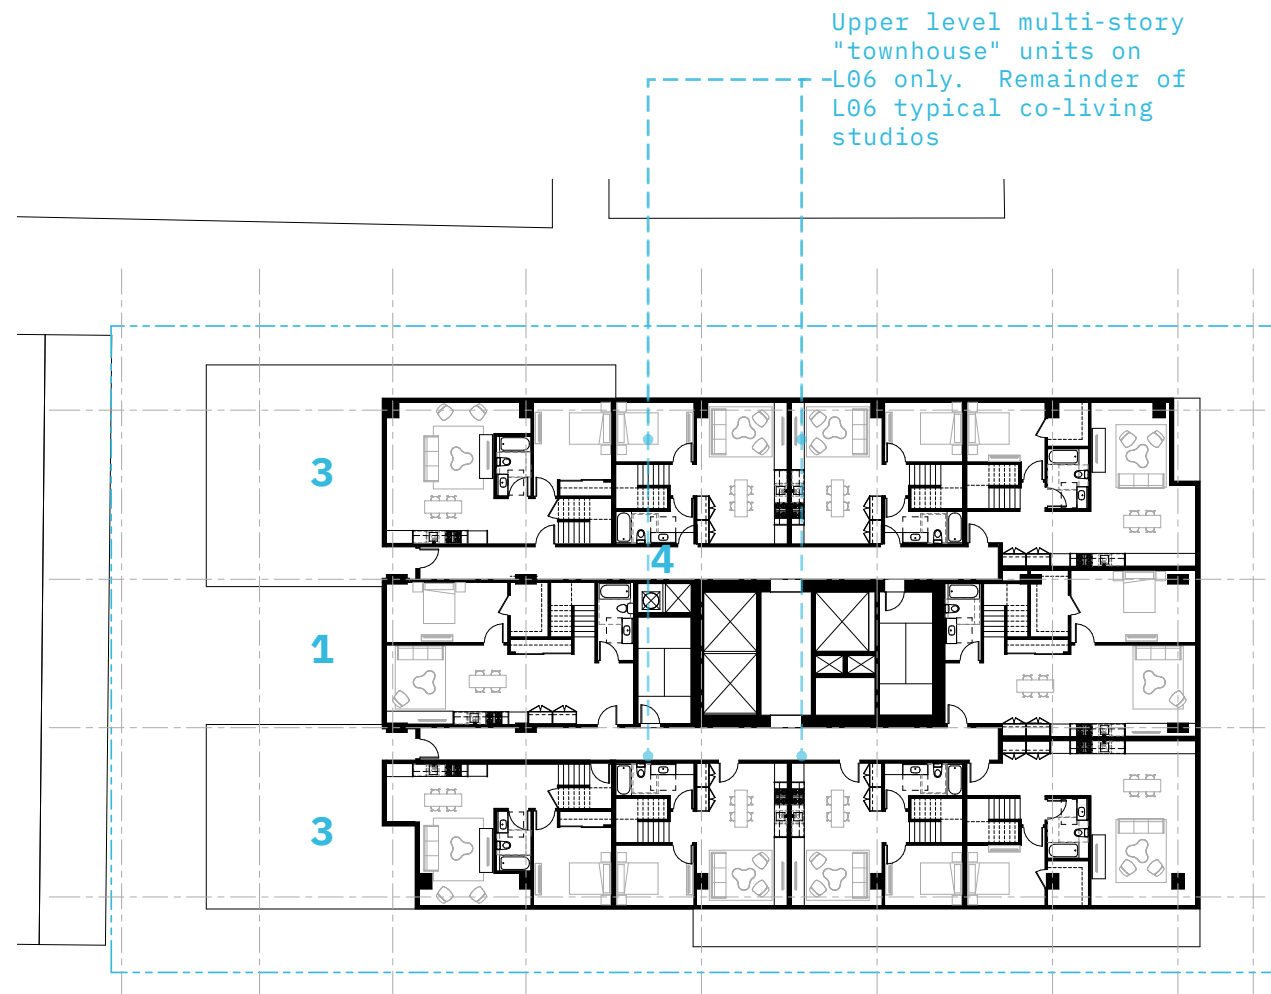 Upper level multi-story
"townhouse" units on
L06 only.  Remainder of
L06 typical co-living
studios
3
4
1
3